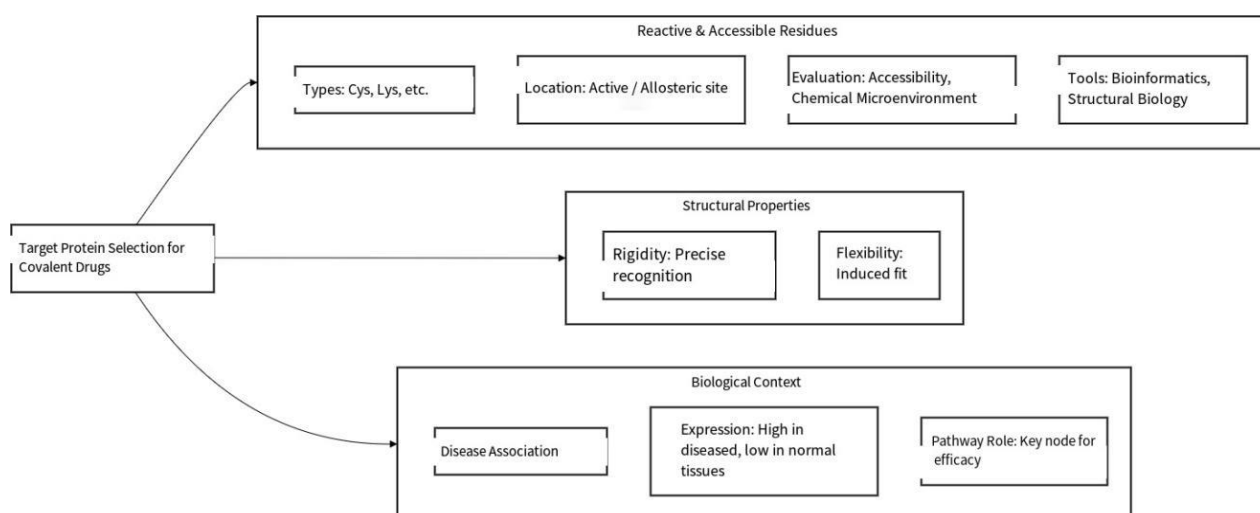 Reactive & Accessible Residues
Types: Cys, Lys, etc.
Location: Active / Allosteric site
Evaluation: Accessibility,
Chemical Microenvironment
Tools: Bioinformatics,
Structural Biology
Target Protein Selection for
Covalent Drugs
Structural Properties
Rigidity: Precise
recognition
Flexibility:
Induced fit
Biological Context
Disease Association
Expression: High in
diseased, low in normal
tissues
Pathway Role: Key node for
efficacy